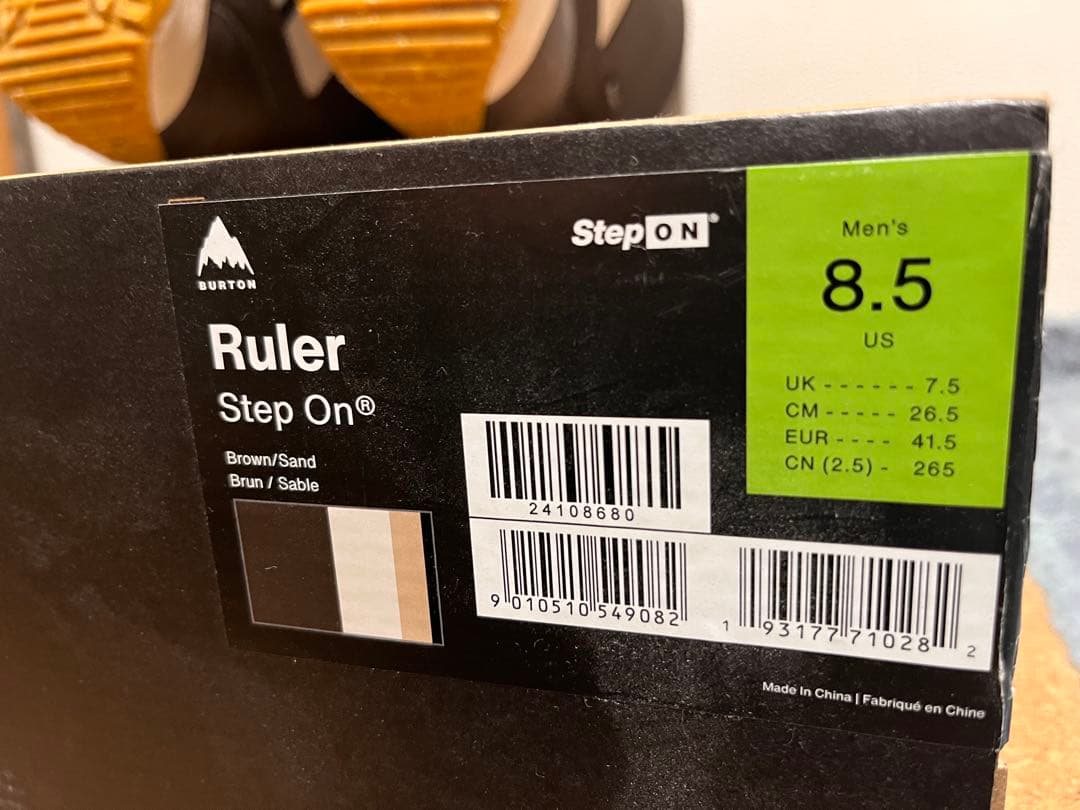 BURTON
Ruler
Step On®
Brown/Sand
Brun / Sable
StepON®
Men's
8.5
US
UK - - - - - - 7.5
CM - - - - - 26.5
EUR - - - - 41.5
CN (2.5) - 265
24108680
9 010510 549082
1 93177 71028 2
Made In China | Fabriqué en Chine